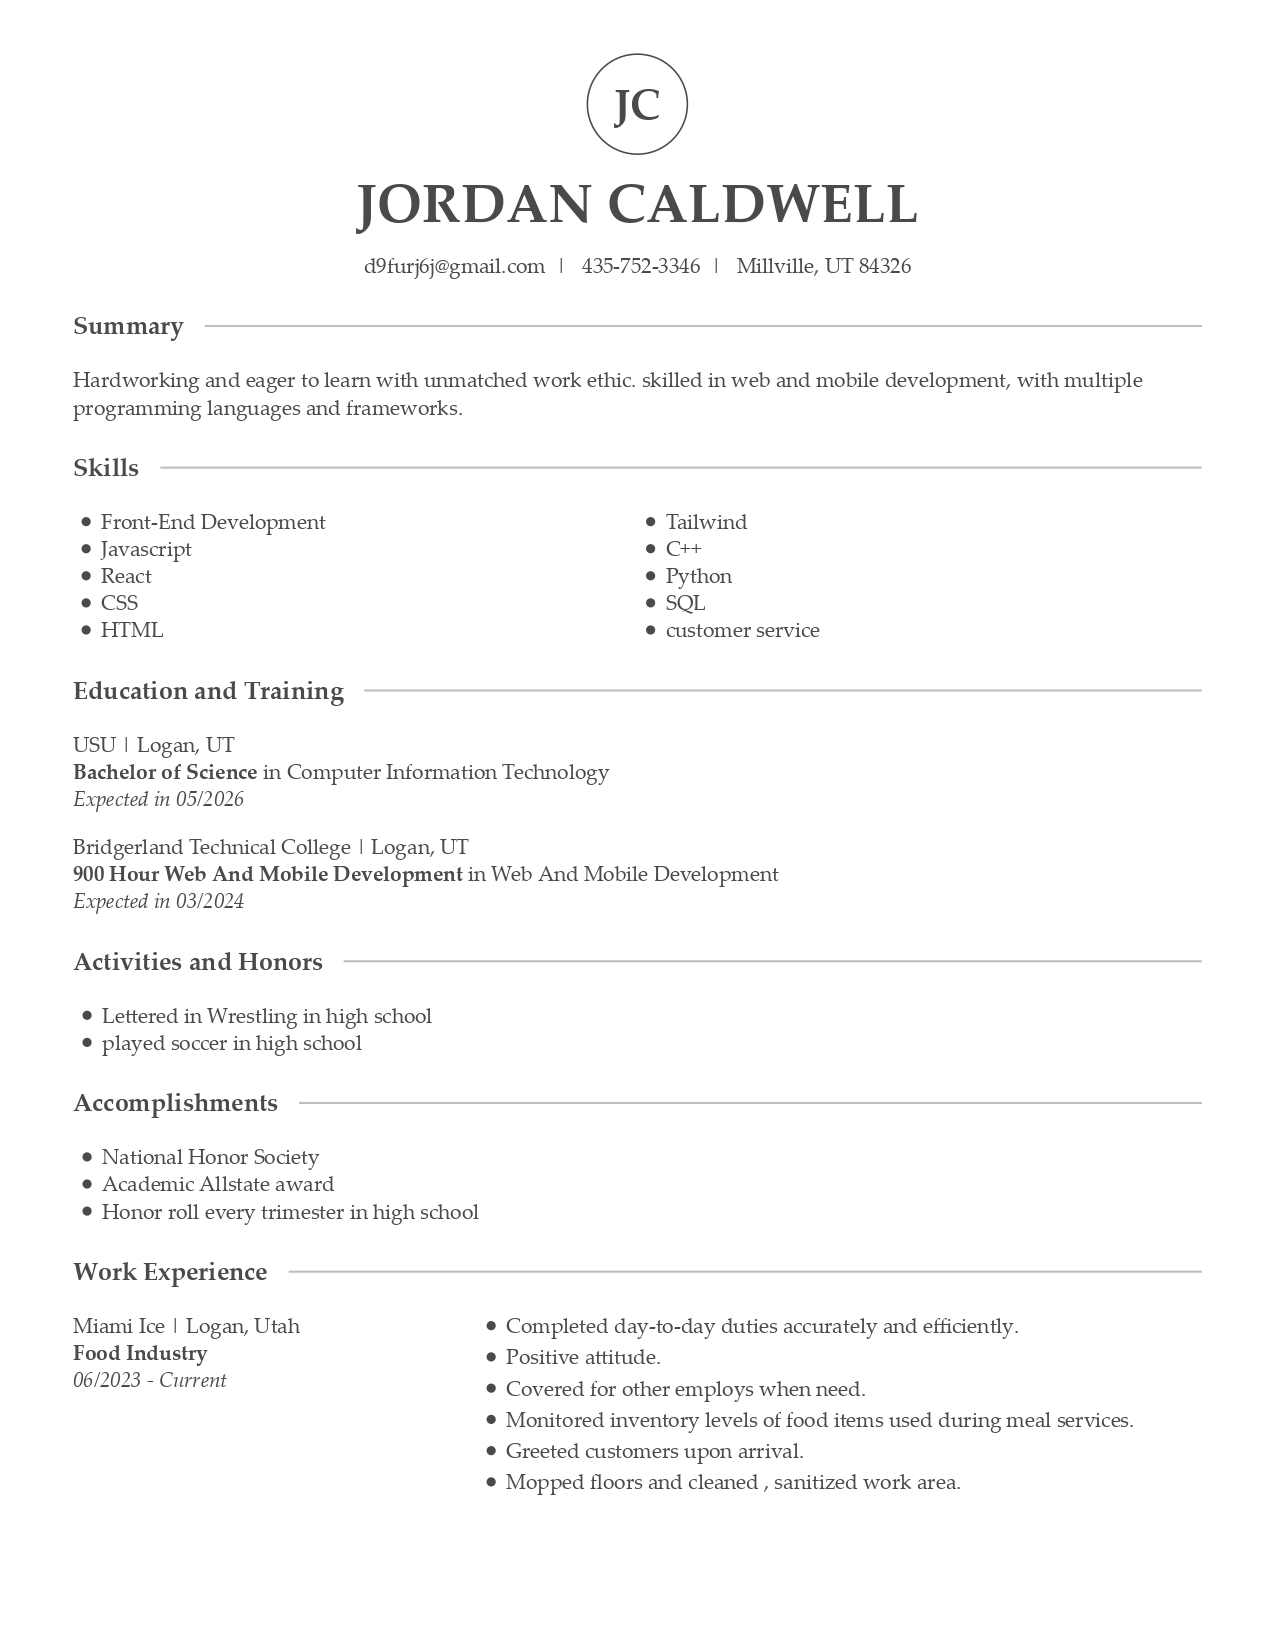 JC
JORDAN CALDWELL
d9furj6j@gmail.com | 435-752-3346 | Millville, UT 84326
Summary
Hardworking and eager to learn with unmatched work ethic. skilled in web and mobile development, with multiple
programming languages and frameworks.
Skills
• Front-End Development
• Javascript
• React
• CSS
• HTML
• Tailwind
• C++
• Python
• SQL
• customer service
Education and Training
USU | Logan, UT
Bachelor of Science in Computer Information Technology
Expected in 05/2026
Bridgerland Technical College | Logan, UT
900 Hour Web And Mobile Development in Web And Mobile Development
Expected in 03/2024
Activities and Honors
• Lettered in Wrestling in high school
• played soccer in high school
Accomplishments
• National Honor Society
• Academic Allstate award
• Honor roll every trimester in high school
Work Experience
Miami Ice | Logan, Utah
Food Industry
06/2023 - Current
• Completed day-to-day duties accurately and efficiently.
• Positive attitude.
• Covered for other employs when need.
• Monitored inventory levels of food items used during meal services.
• Greeted customers upon arrival.
• Mopped floors and cleaned , sanitized work area.